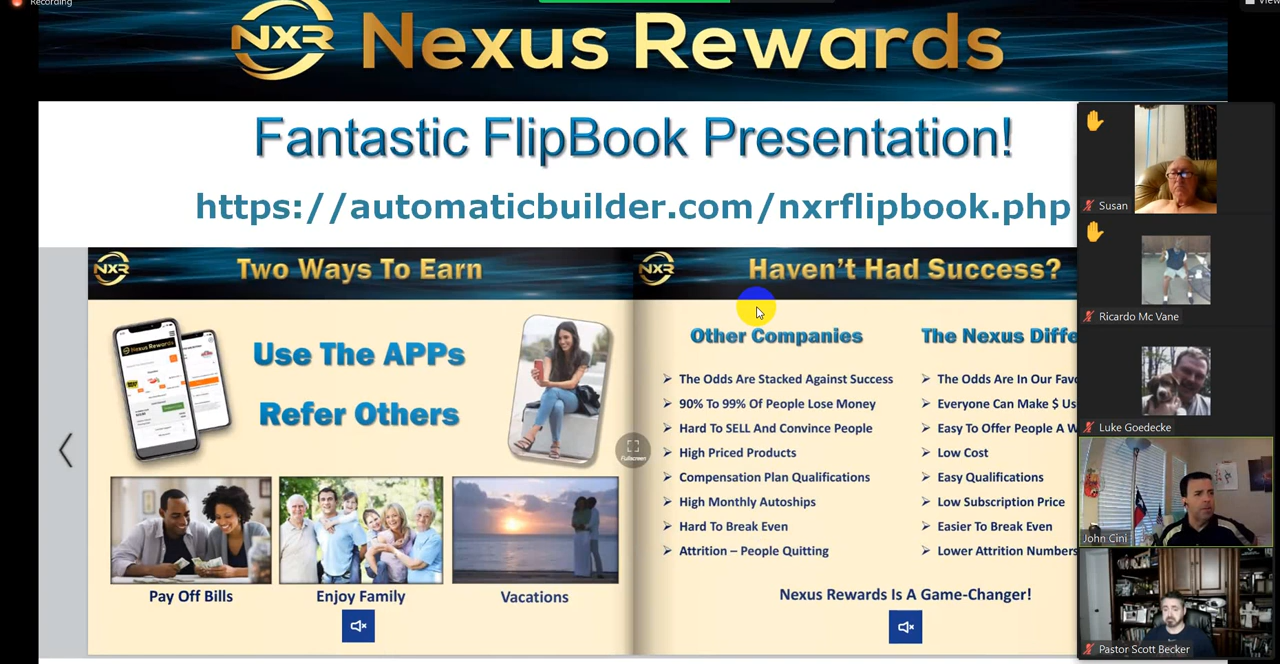 Recording
View
NXR Nexus Rewards
Fantastic FlipBook Presentation!
https://automaticbuilder.com/nxrflipbook.php
NXR
Two Ways To Earn
Nexus Rewards
Use The APPs
Refer Others
Pay Off Bills
Enjoy Family
Vacations
Fullscreen
NXR
Haven't Had Success?
Other Companies
➢ The Odds Are Stacked Against Success
➢ 90% To 99% Of People Lose Money
➢ Hard To SELL And Convince People
➢ High Priced Products
➢ Compensation Plan Qualifications
➢ High Monthly Autoships
➢ Hard To Break Even
➢ Attrition – People Quitting
The Nexus Diffe
➢ The Odds Are In Our Favo
➢ Everyone Can Make $ Us
➢ Easy To Offer People A W
➢ Low Cost
➢ Easy Qualifications
➢ Low Subscription Price
➢ Easier To Break Even
➢ Lower Attrition Numbers
Nexus Rewards Is A Game-Changer!
Susan
Ricardo Mc Vane
Luke Goedecke
John Cini
Pastor Scott Becker